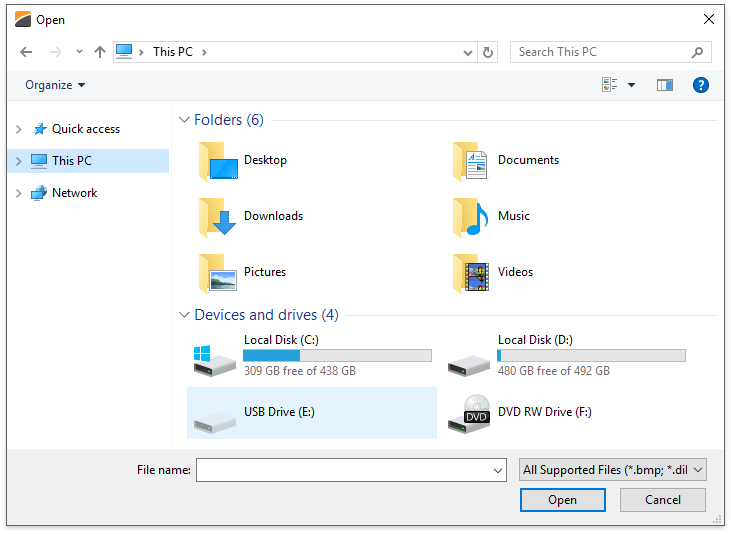 Open
This PC
Search This PC
Organize
Quick access
This PC
Network
Folders (6)
Desktop
Documents
Downloads
Music
Pictures
Videos
Devices and drives (4)
Local Disk (C:)
309 GB free of 438 GB
Local Disk (D:)
480 GB free of 492 GB
USB Drive (E:)
DVD RW Drive (F:)
DVD
File name:
All Supported Files (*.bmp; *.dil
Open
Cancel